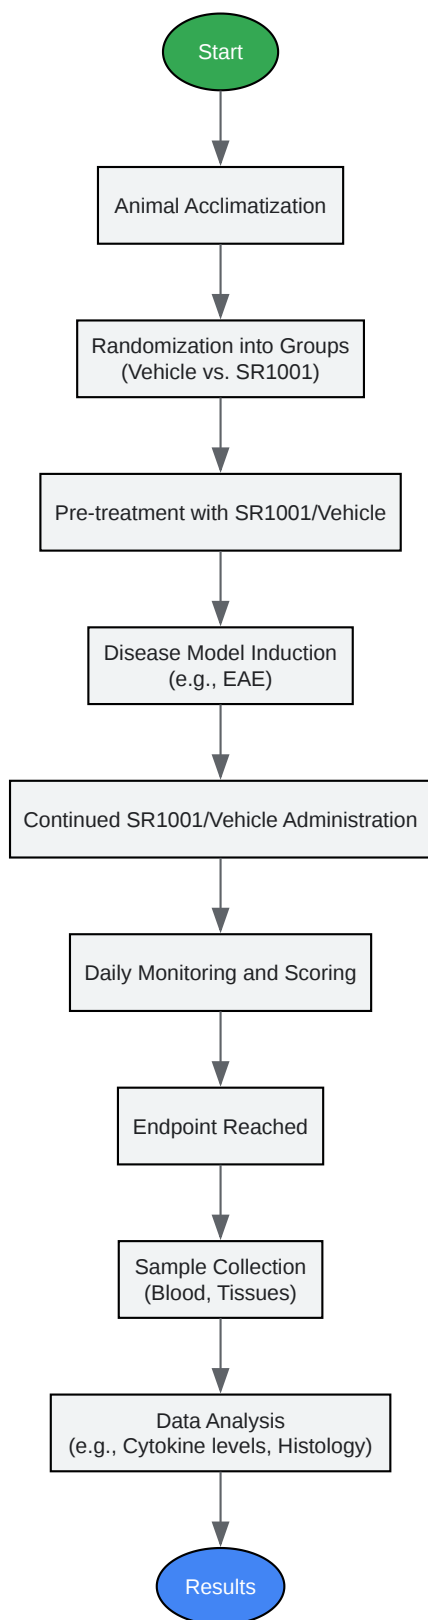 Start
Animal Acclimatization
Randomization into Groups
(Vehicle vs. SR1001)
Pre-treatment with SR1001/Vehicle
Disease Model Induction
(e.g., EAE)
Continued SR1001/Vehicle Administration
Daily Monitoring and Scoring
Endpoint Reached
Sample Collection
(Blood, Tissues)
Data Analysis
(e.g., Cytokine levels, Histology)
Results